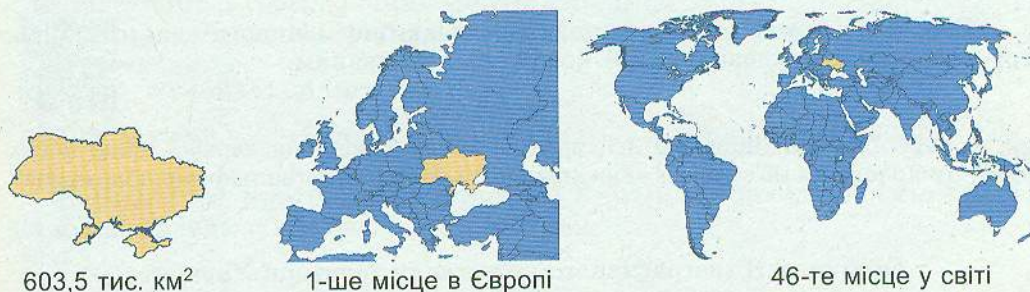 603,5 тис. км²
1-ше місце в Європі
46-те місце у світі